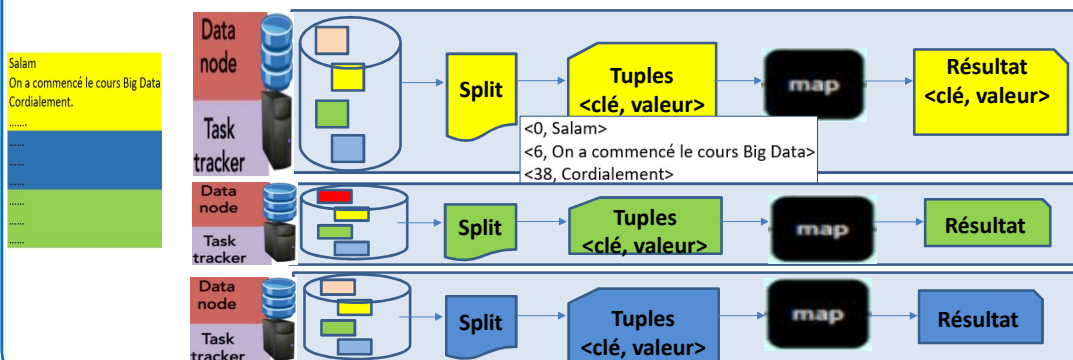 Salam
On a commencé le cours Big Data
Cordialement.
.......
......
......
......
......
......
......
Data
node
Task
tracker
Split
Tuples
<clé, valeur>
map
Résultat
<clé, valeur>
<0, Salam>
<6, On a commencé le cours Big Data>
<38, Cordialement>
Data
node
Task
tracker
Split
Tuples
<clé, valeur>
map
Résultat
Data
node
Task
tracker
Split
Tuples
<clé, valeur>
map
Résultat